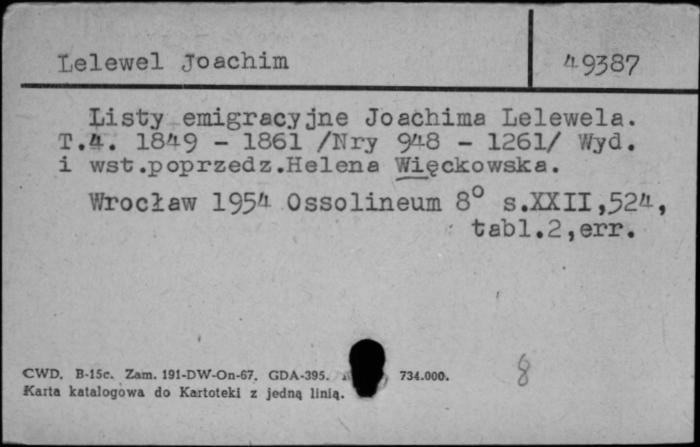 Lelewel Joachim 49387
Listy emigracyjne Joachima Lelewela.
T.4. 1849 - 1861 /Nry 948 - 1261/ Wyd.
i wst.poprzedz.Helena Więckowska.
Wrocław 1954 Ossolineum 8° s.XXII,524,
tabl.2,err.
CWD. B-15c. Zam. 191-DW-On-67. GDA-395. 734.000.
Karta katalogowa do Kartoteki z jedną linią.
8